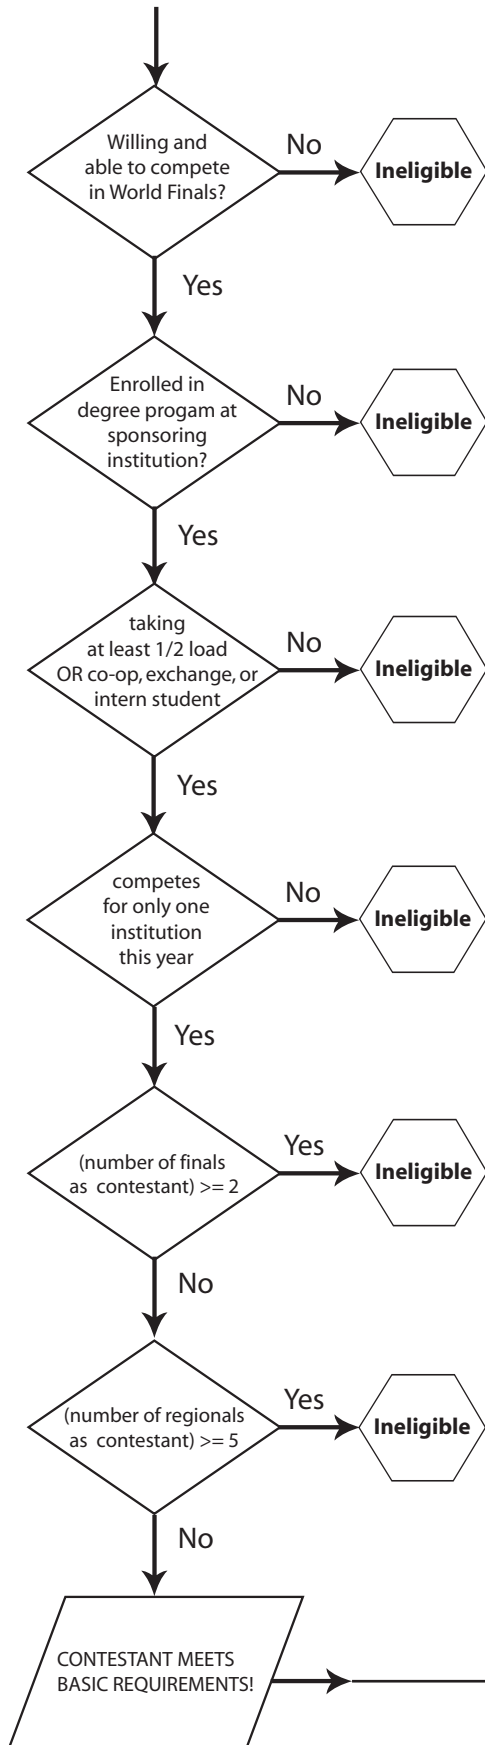 Willing and
able to compete
in World Finals?
No
Ineligible
Yes
Enrolled in
degree progam at
sponsoring
institution?
No
Ineligible
Yes
taking
at least 1/2 load
OR co-op, exchange, or
intern student
No
Ineligible
Yes
competes
for only one
institution
this year
No
Ineligible
Yes
(number of finals
as contestant) >= 2
Yes
Ineligible
No
(number of regionals
as contestant) >= 5
Yes
Ineligible
No
CONTESTANT MEETS
BASIC REQUIREMENTS!